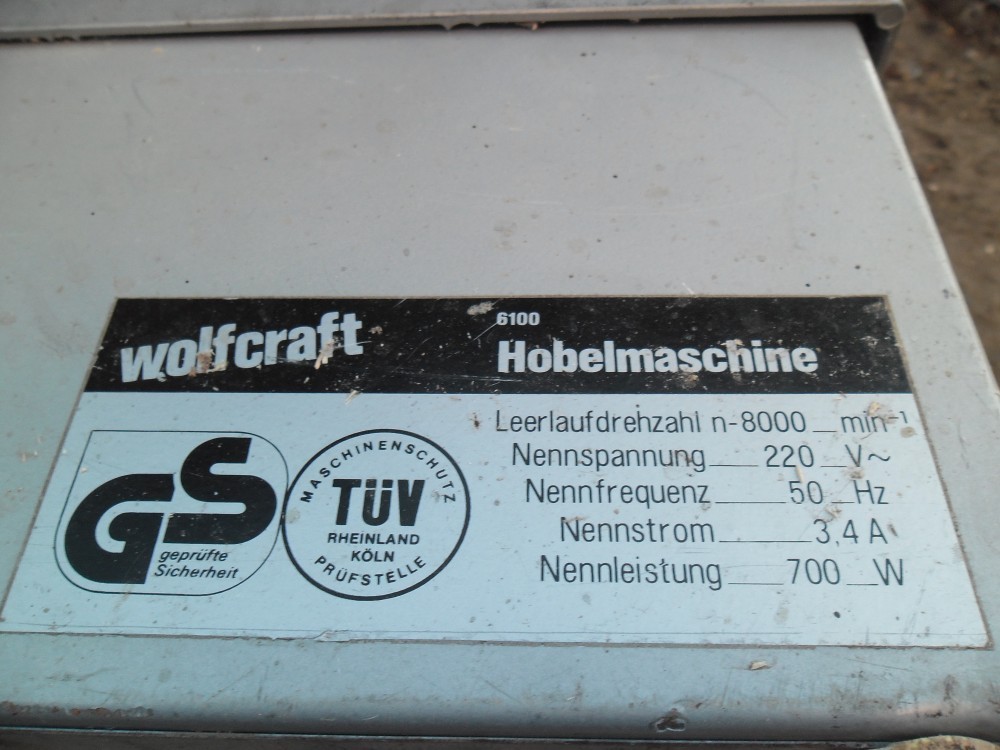 wolfcraft
6100
Hobelmaschine
Leerlaufdrehzahl n-8000 min⁻¹
Nennspannung 220 V~
Nennfrequenz 50 Hz
Nennstrom 3,4 A
Nennleistung 700 W
GS
geprüfte
Sicherheit
MASCHINENSCHUTZ
TÜV
RHEINLAND
KÖLN
PRÜFSTELLE